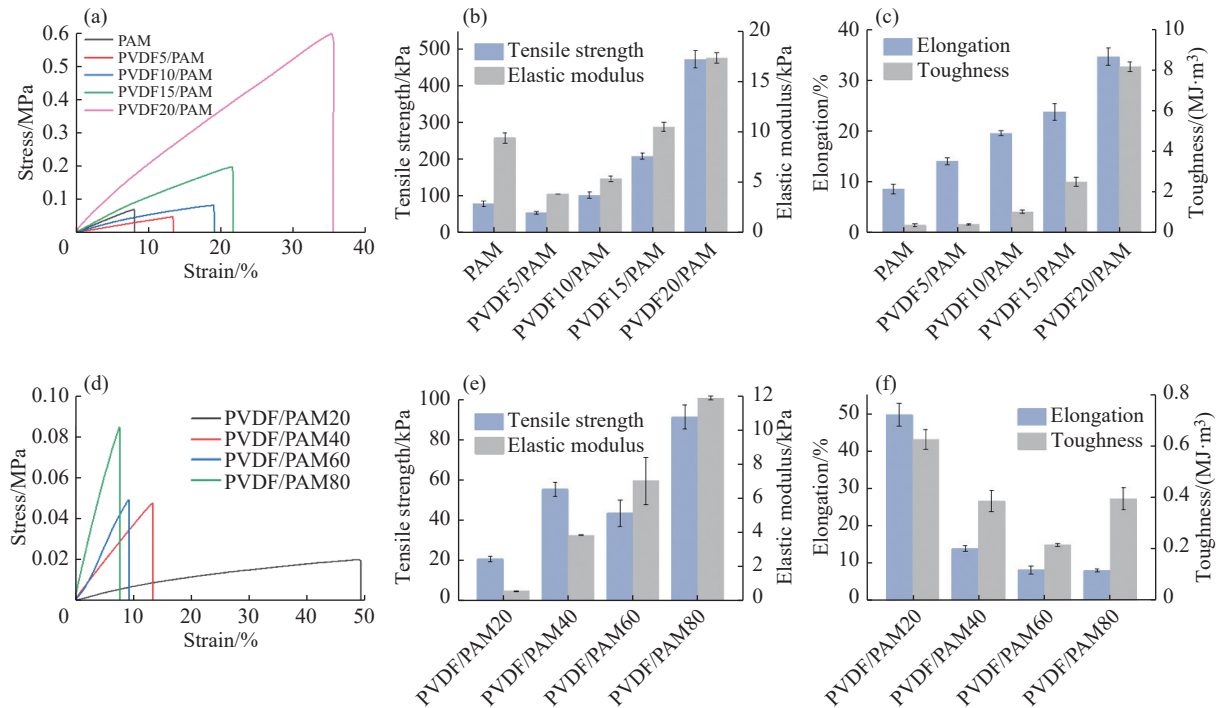 (a)
PAM
PVDF5/PAM
PVDF10/PAM
PVDF15/PAM
PVDF20/PAM
Stress/MPa
0.6
0.5
0.4
0.3
0.2
0.1
0 10 20 30 40
Strain/%
(b)
Tensile strength
Elastic modulus
Tensile strength/kPa
500
400
300
200
100
0
Elastic modulus/kPa
20
15
10
5
0
PAM
PVDF5/PAM
PVDF10/PAM
PVDF15/PAM
PVDF20/PAM
(c)
Elongation
Toughness
Elongation/%
40
30
20
10
0
Toughness/(MJ·m³)
10
8
6
4
2
0
PAM
PVDF5/PAM
PVDF10/PAM
PVDF15/PAM
PVDF20/PAM
(d)
PVDF/PAM20
PVDF/PAM40
PVDF/PAM60
PVDF/PAM80
Stress/MPa
0.10
0.08
0.06
0.04
0.02
0 10 20 30 40 50
Strain/%
(e)
Tensile strength
Elastic modulus
Tensile strength/kPa
100
80
60
40
20
0
Elastic modulus/kPa
12
10
8
6
4
2
0
PVDF/PAM20
PVDF/PAM40
PVDF/PAM60
PVDF/PAM80
(f)
Elongation
Toughness
Elongation/%
50
40
30
20
10
0
Toughness/(MJ·m³)
0.8
0.6
0.4
0.2
0
PVDF/PAM20
PVDF/PAM40
PVDF/PAM60
PVDF/PAM80